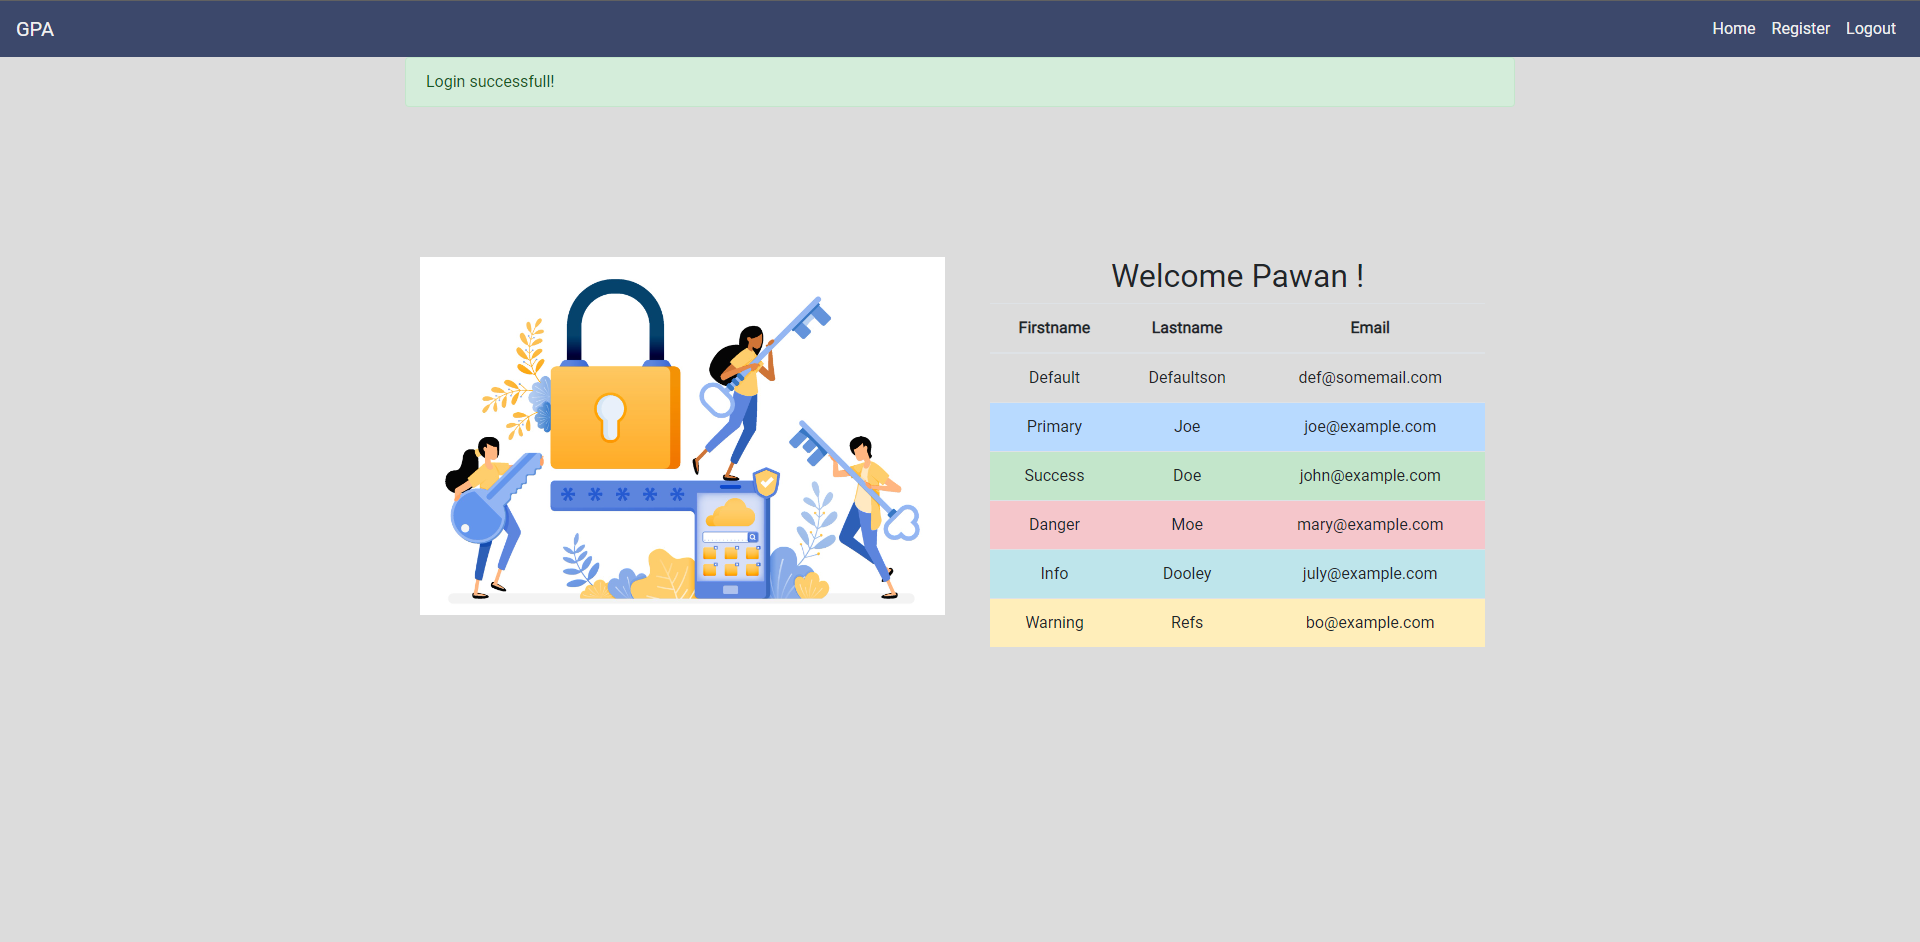 GPA Home Register Logout
Login successfull!
Welcome Pawan !
Firstname Lastname Email
Default Defaultson def@somemail.com
Primary Joe joe@example.com
Success Doe john@example.com
Danger Moe mary@example.com
Info Dooley july@example.com
Warning Refs bo@example.com
* * * * *